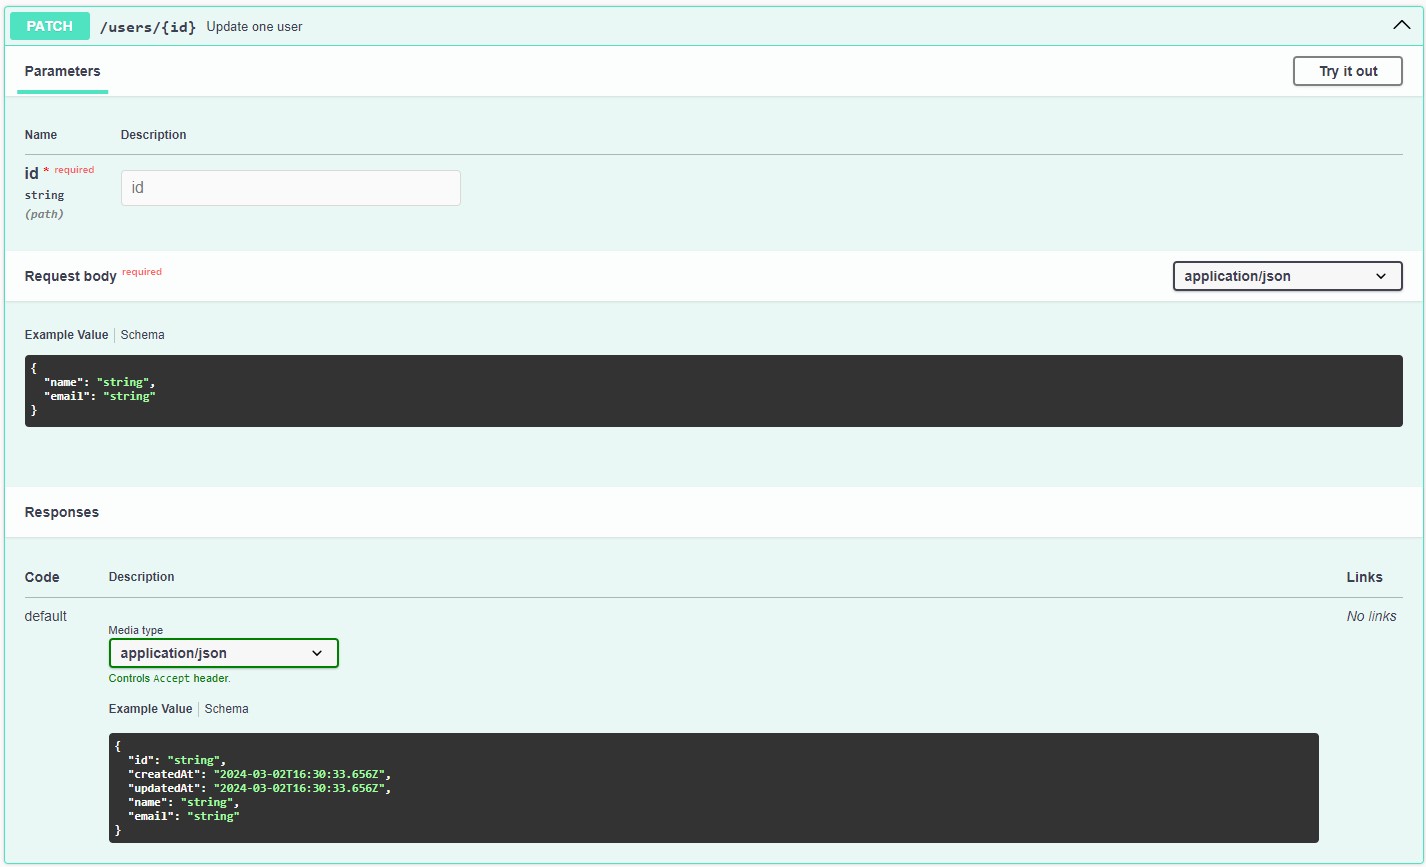 PATCH /users/{id} Update one user
Parameters Try it out
Name Description
id * required id
string
(path)
Request body required application/json
Example Value Schema
{
  "name": "string",
  "email": "string"
}
Responses
Code Description Links
default No links
Media type
application/json
Controls Accept header.
Example Value Schema
{
  "id": "string",
  "createdAt": "2024-03-02T16:30:33.656Z",
  "updatedAt": "2024-03-02T16:30:33.656Z",
  "name": "string",
  "email": "string"
}